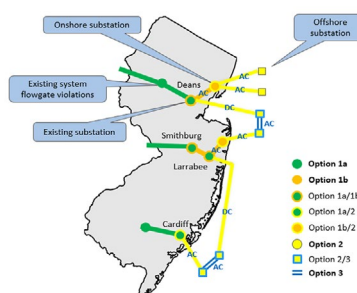 Onshore substation
Offshore
substation
Existing system
flowgate violations
Existing substation
Deans
AC
AC
AC
DC
AC
Smithburg
AC
Larrabee
DC
Cardiff
AC
AC
Option 1a
Option 1b
Option 1a/1b
Option 1a/2
Option 1b/2
Option 2
Option 2/3
Option 3